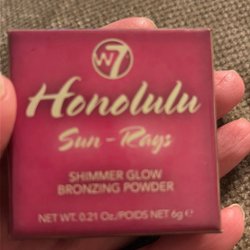 W7
Honolulu
Sun - Rays
SHIMMER GLOW
BRONZING POWDER
NET WT. 0.21 Oz./POIDS NET 6g e